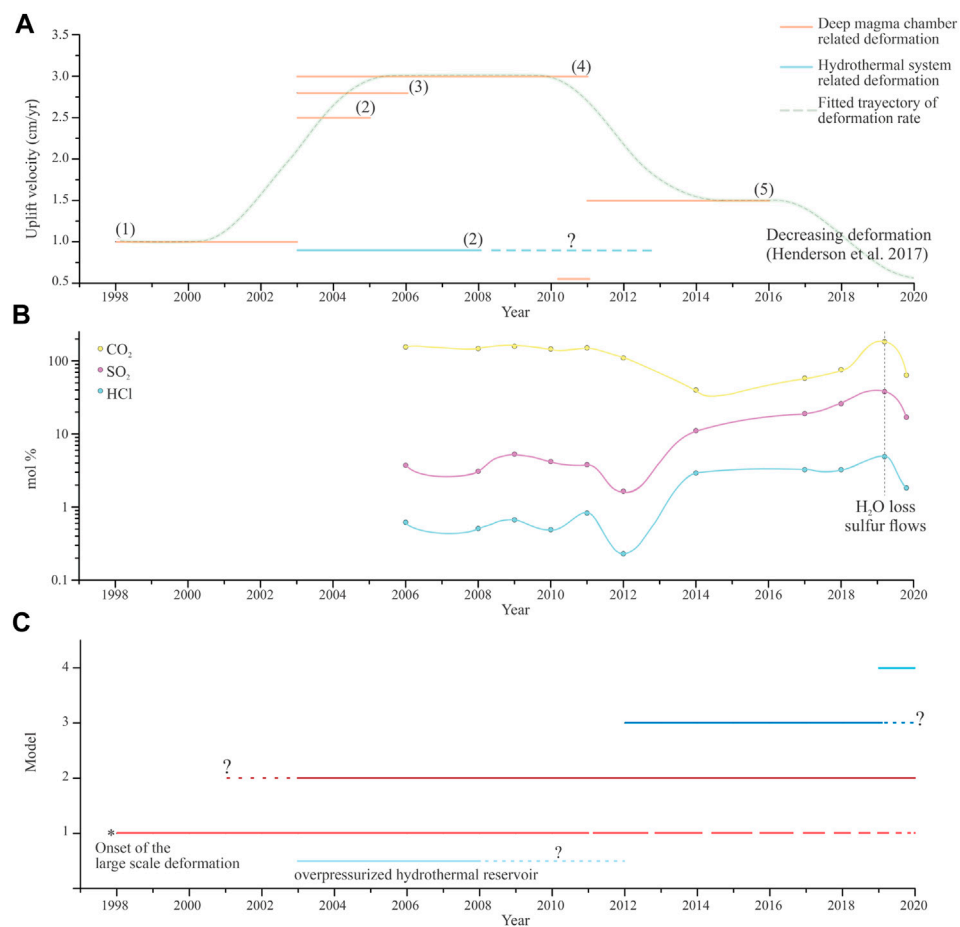 A
Deep magma chamber
related deformation
Hydrothermal system
related deformation
Fitted trayectory of
deformation rate
Uplift velocity (cm/yr)
3.5
3.0
2.5
2.0
1.5
1.0
0.5
(1)
(2)
(3)
(4)
(5)
(2)
?
Decreasing deformation
(Henderson et al. 2017)
1998 2000 2002 2004 2006 2008 2010 2012 2014 2016 2018 2020
Year
B
CO₂
SO₂
HCl
mol %
100
10
1
0.1
H₂O loss
sulfur flows
1998 2000 2002 2004 2006 2008 2010 2012 2014 2016 2018 2020
Year
C
Model
4
3
2
1
?
?
*
Onset of the
large scale deformation
?
overpressurized hydrothermal reservoir
1998 2000 2002 2004 2006 2008 2010 2012 2014 2016 2018 2020
Year